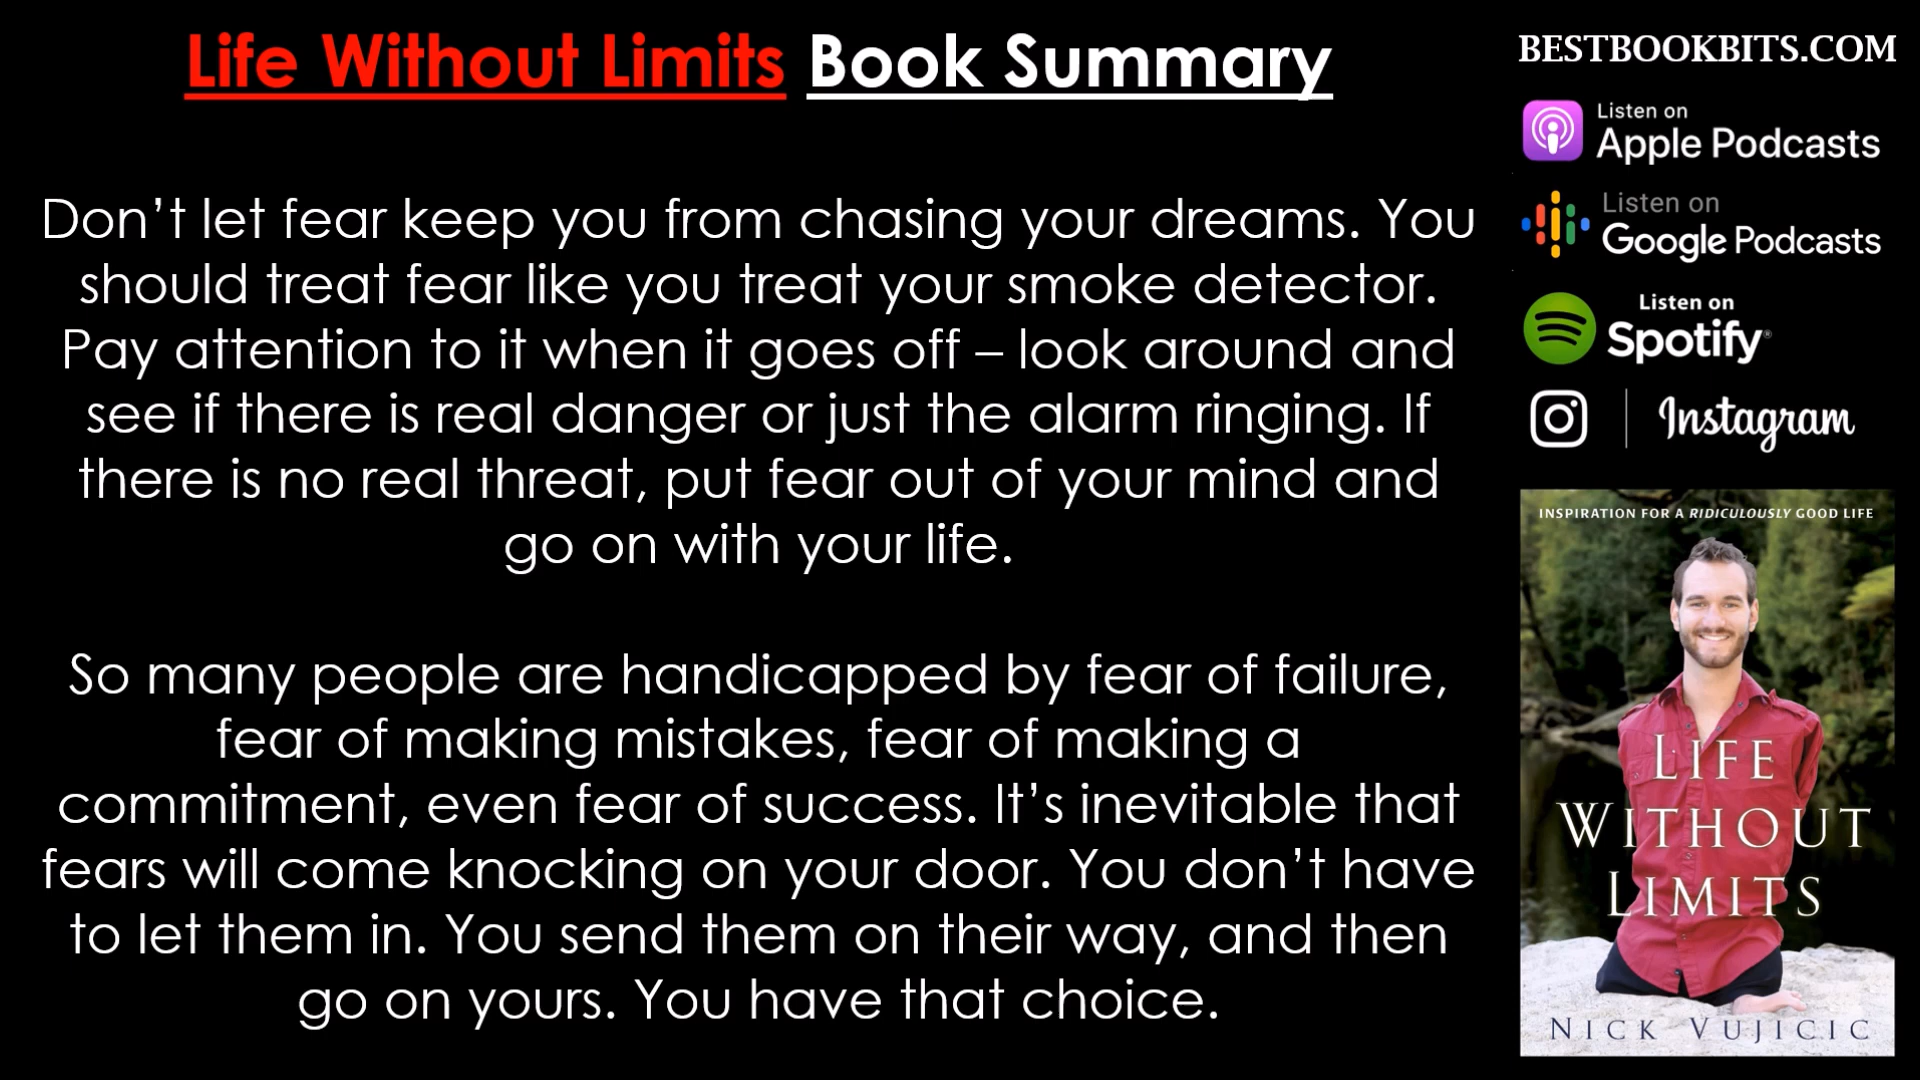 Life Without Limits Book Summary
Don’t let fear keep you from chasing your dreams. You
should treat fear like you treat your smoke detector.
Pay attention to it when it goes off – look around and
see if there is real danger or just the alarm ringing. If
there is no real threat, put fear out of your mind and
go on with your life.
So many people are handicapped by fear of failure,
fear of making mistakes, fear of making a
commitment, even fear of success. It’s inevitable that
fears will come knocking on your door. You don’t have
to let them in. You send them on their way, and then
go on yours. You have that choice.
BESTBOOKBITS.COM
Listen on
Apple Podcasts
Listen on
Google Podcasts
Listen on
Spotify®
Instagram
INSPIRATION FOR A RIDICULOUSLY GOOD LIFE
LIFE
WITHOUT
LIMITS
NICK VUJICIC